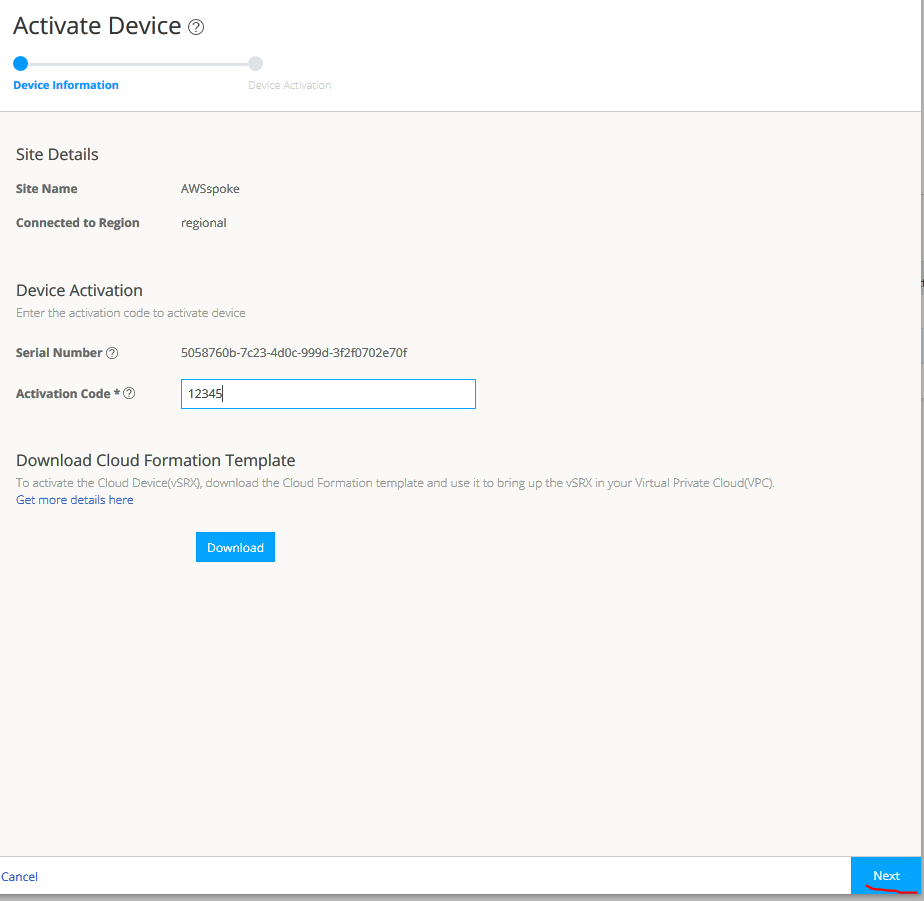 Activate Device ?
Device Information Device Activation
Site Details
Site Name AWSspoke
Connected to Region regional
Device Activation
Enter the activation code to activate device
Serial Number ? 5058760b-7c23-4d0c-999d-3f2f0702e70f
Activation Code * ? 12345
Download Cloud Formation Template
To activate the Cloud Device(vSRX), download the Cloud Formation template and use it to bring up the vSRX in your Virtual Private Cloud(VPC).
Get more details here
Download
Cancel Next